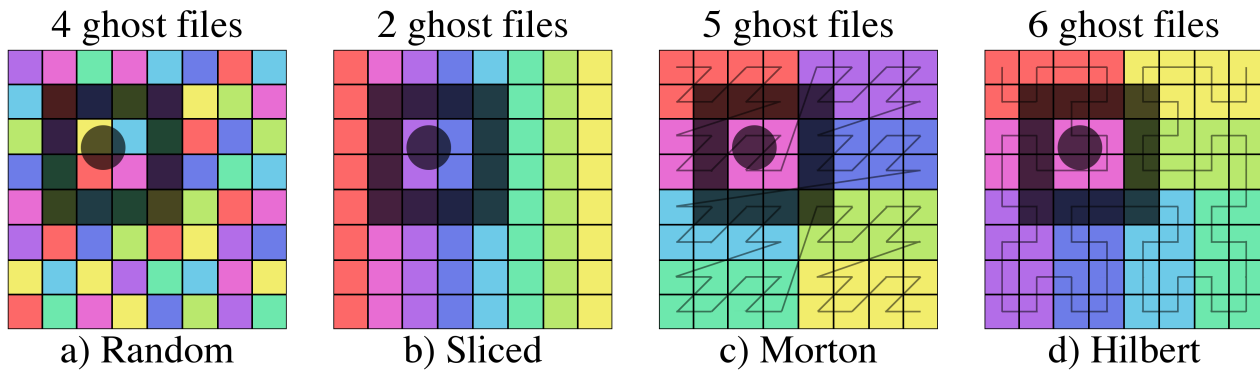 4 ghost files
2 ghost files
5 ghost files
6 ghost files
a) Random
b) Sliced
c) Morton
d) Hilbert